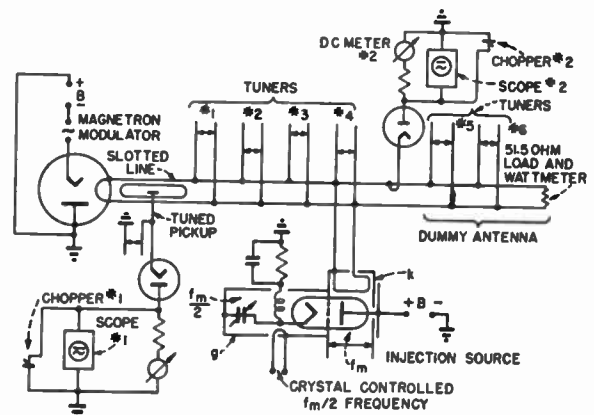 DC METER
#2
CHOPPER #2
SCOPE #2
TUNERS
TUNERS
#1
#2
#3
#4
#5
#6
+
B
-
MAGNETRON
MODULATOR
SLOTTED
LINE
51.5 OHM
LOAD AND
WATTMETER
TUNED
PICKUP
DUMMY ANTENNA
k
CHOPPER #1
SCOPE
#1
fm/2
g
fm
+ B -
INJECTION SOURCE
CRYSTAL CONTROLLED
fm/2 FREQUENCY